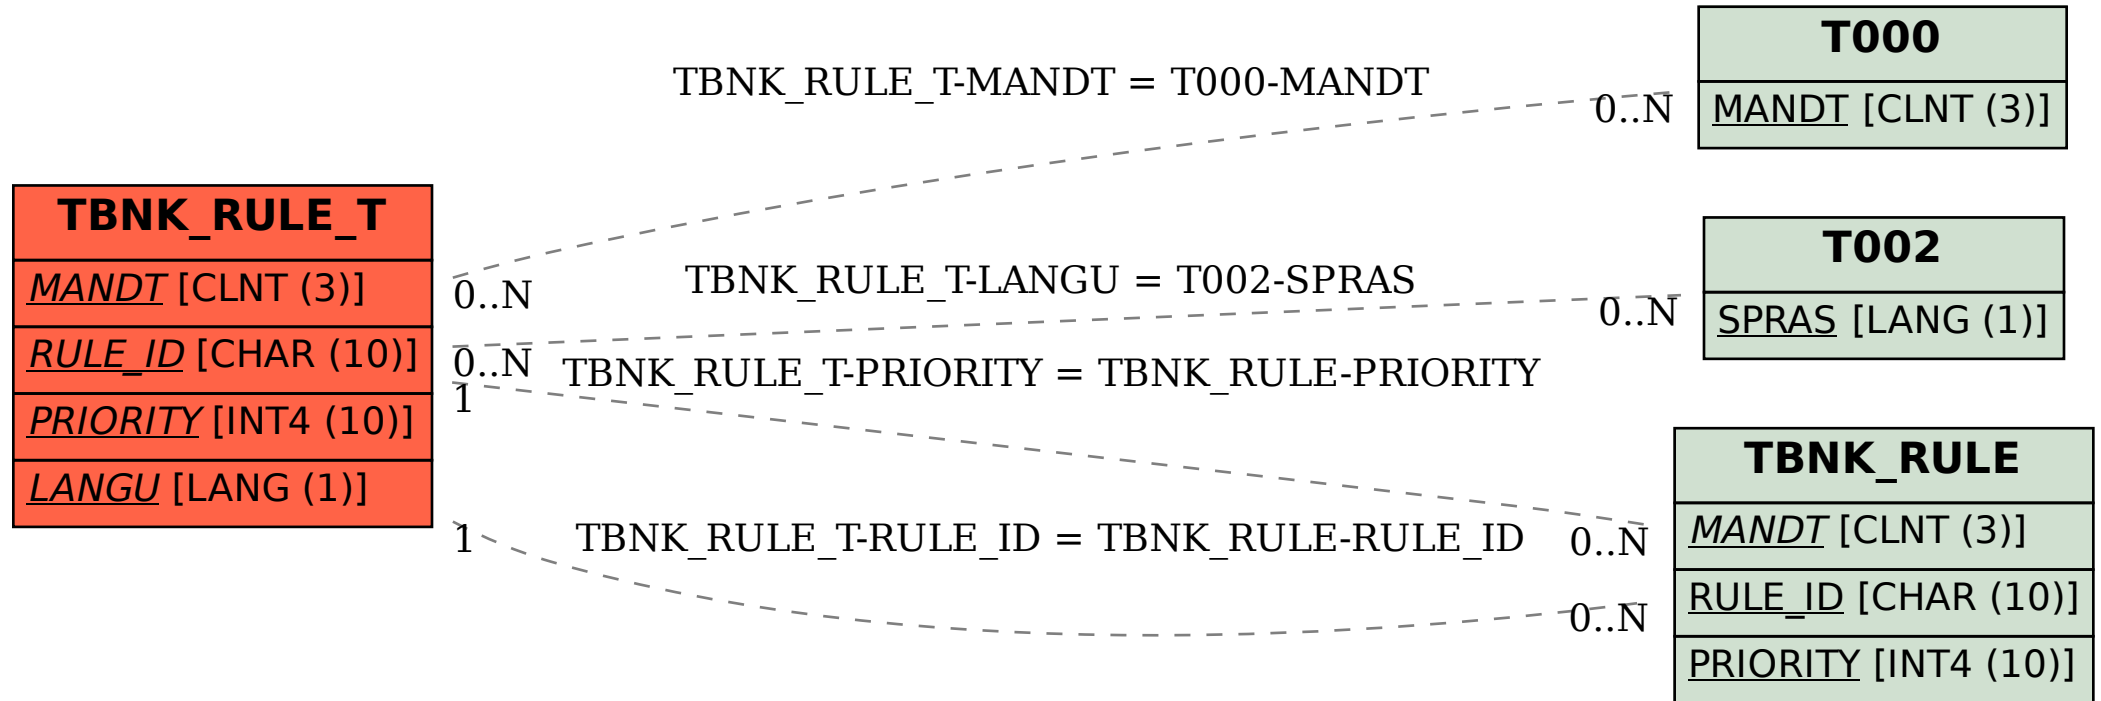 TBNK_RULE_T
MANDT [CLNT (3)]
RULE_ID [CHAR (10)]
PRIORITY [INT4 (10)]
LANGU [LANG (1)]
TBNK_RULE_T-MANDT = T000-MANDT
0..N
0..N
TBNK_RULE_T-LANGU = T002-SPRAS
0..N
0..N
TBNK_RULE_T-PRIORITY = TBNK_RULE-PRIORITY
1
0..N
TBNK_RULE_T-RULE_ID = TBNK_RULE-RULE_ID
1
0..N
T000
MANDT [CLNT (3)]
T002
SPRAS [LANG (1)]
TBNK_RULE
MANDT [CLNT (3)]
RULE_ID [CHAR (10)]
PRIORITY [INT4 (10)]